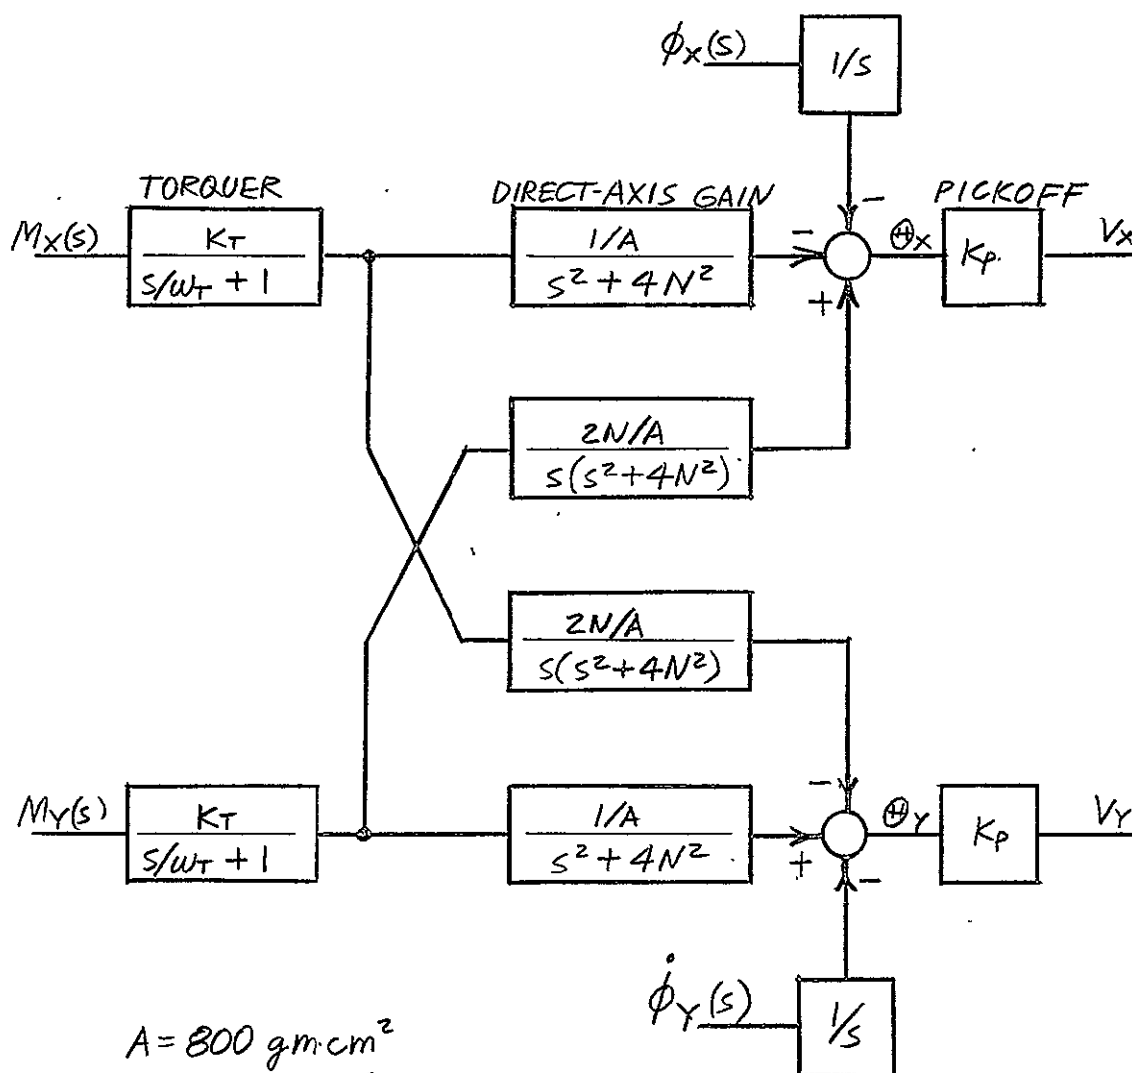 ϕx(s)
1/s
TORQUER
DIRECT-AXIS GAIN
PICKOFF
Mx(s)
KT
s/ωT + 1
1/A
s² + 4N²
-
-
+
Θx
Kp.
Vx
2N/A
s(s²+4N²)
2N/A
s(s²+4N²)
MY(s)
KT
s/ωT + 1
1/A
s² + 4N²
-
+
-
ΘY
Kp
VY
ϕ̇Y(s)
1/s
A = 800 gm·cm²